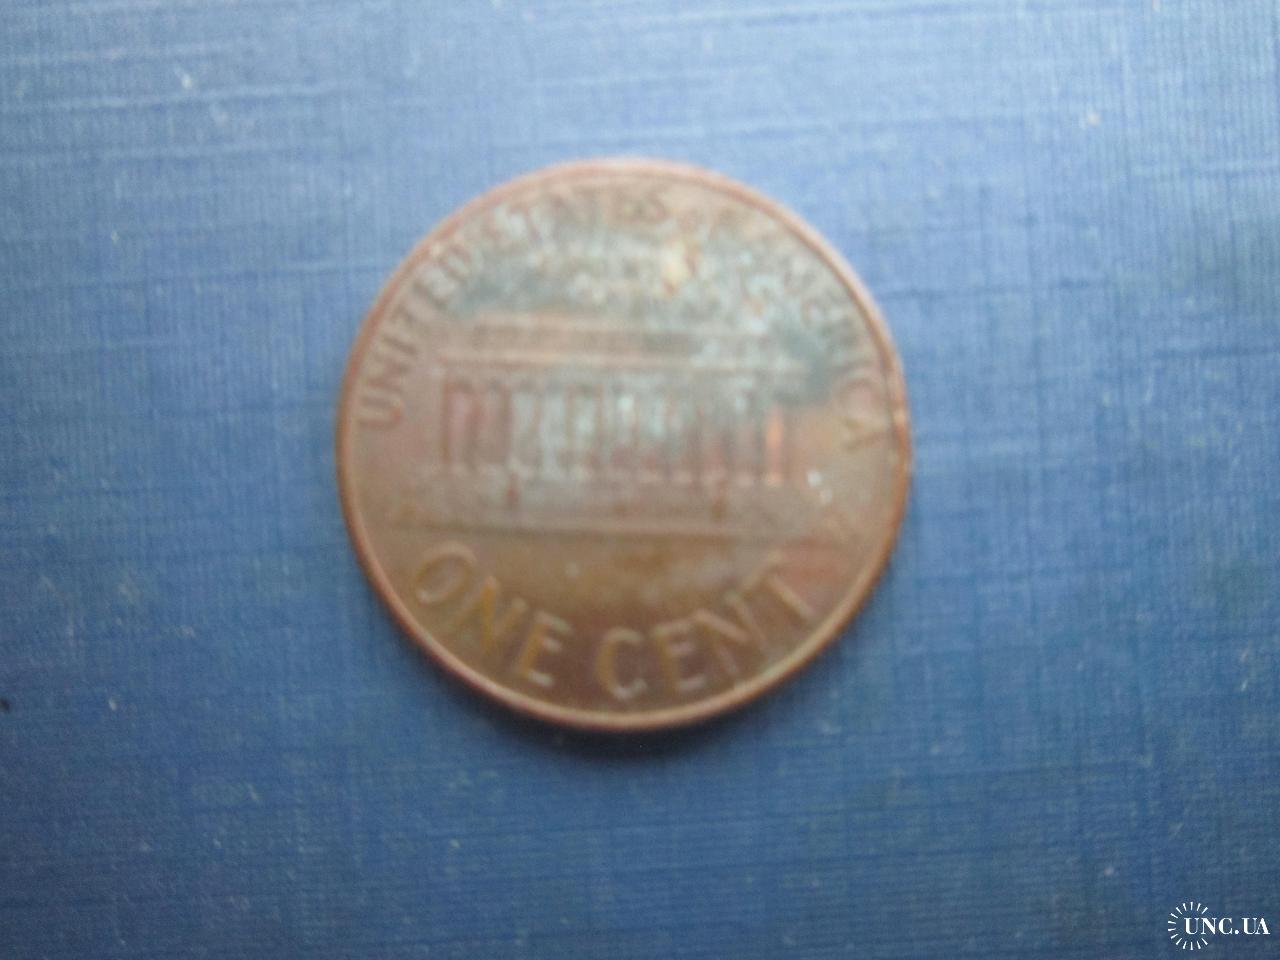 UNITED STATES OF AMERICA
ONE CENT
UNC.UA